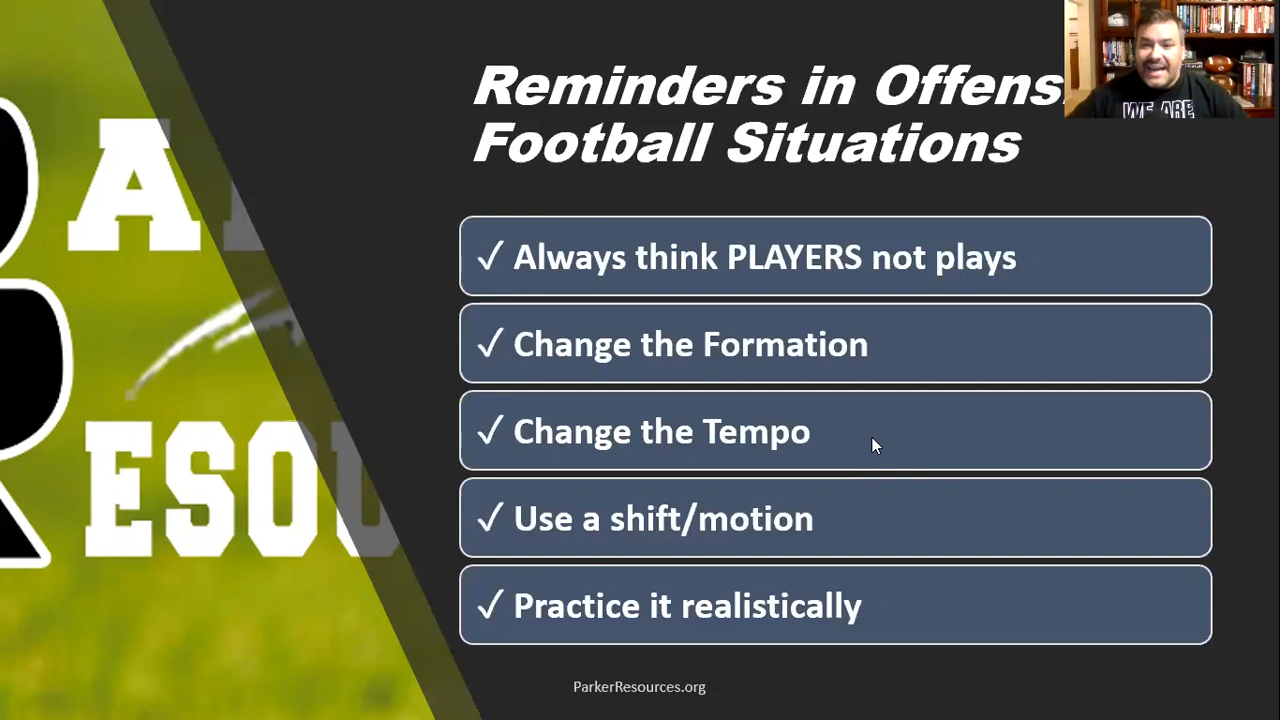 Reminders in Offens
Football Situations
WE ARE
✓ Always think PLAYERS not plays
✓ Change the Formation
✓ Change the Tempo
✓ Use a shift/motion
✓ Practice it realistically
A
ESOU
ParkerResources.org